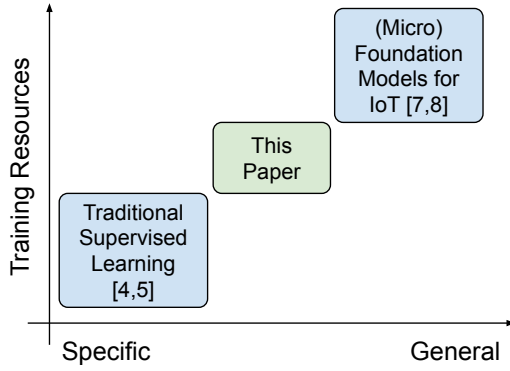 (Micro)
Foundation
Models for
IoT [7,8]
This
Paper
Traditional
Supervised
Learning
[4,5]
Training Resources
Specific
General